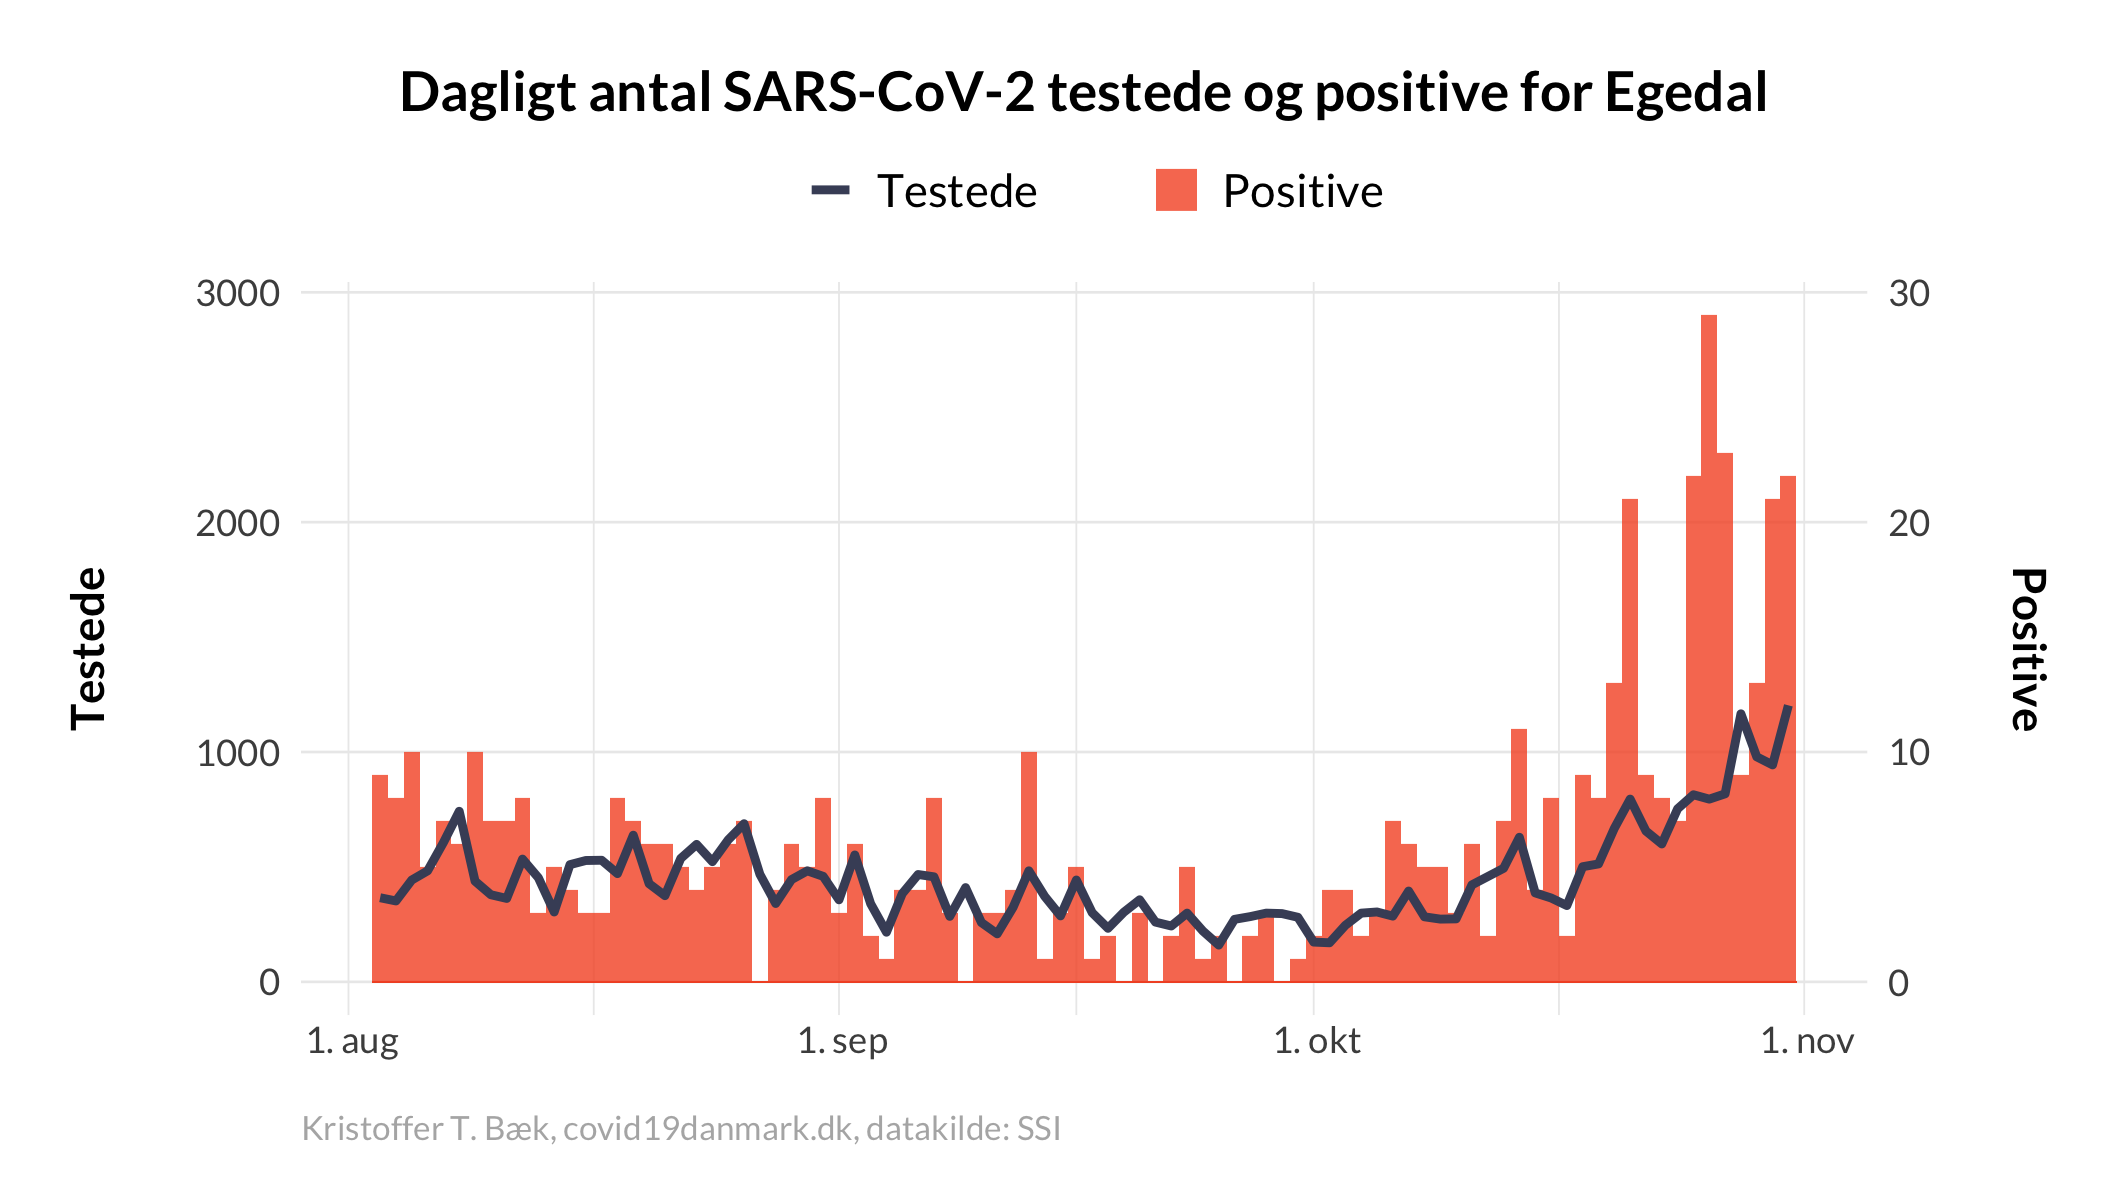 Dagligt antal SARS-CoV-2 testede og positive for Egedal
Testede
Positive
3000
2000
1000
0
30
20
10
0
Testede
Positive
1. aug
1. sep
1. okt
1. nov
Kristoffer T. Bæk, covid19danmark.dk, datakilde: SSI